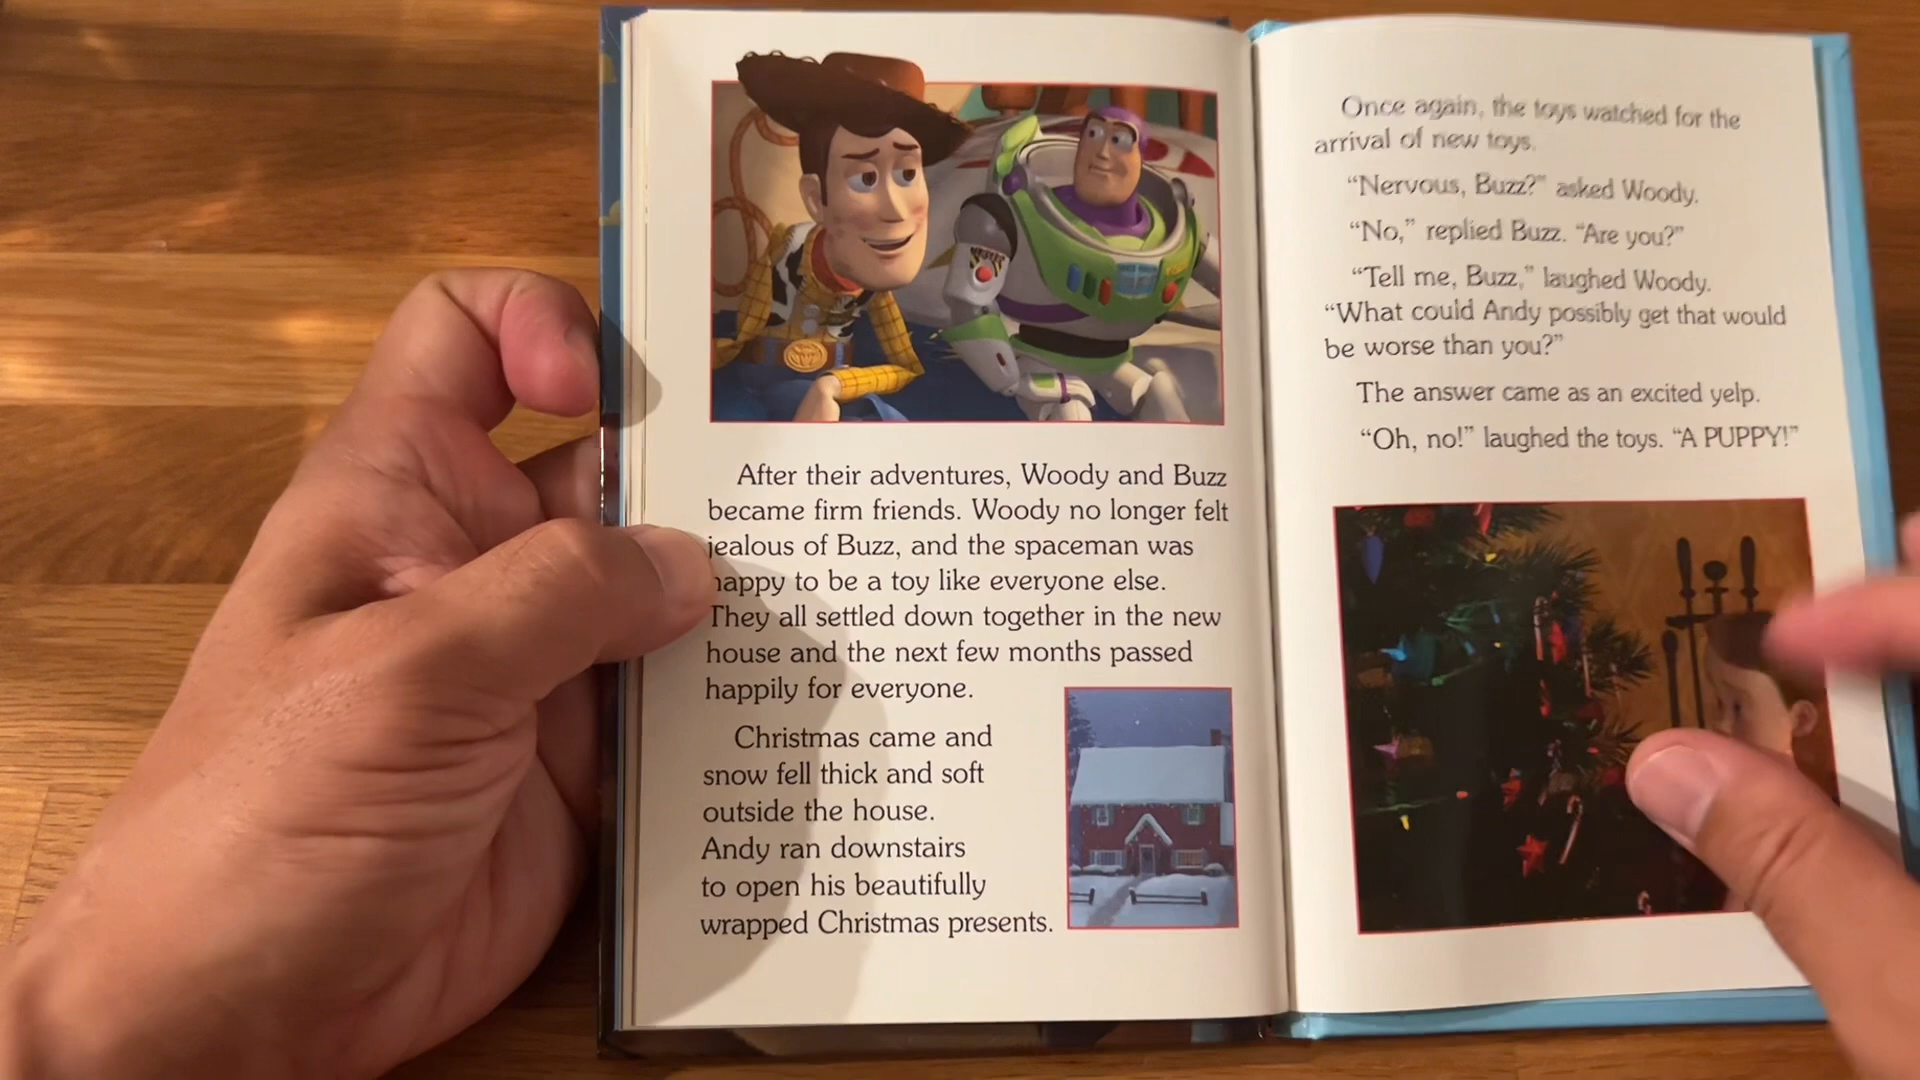 After their adventures, Woody and Buzz
became firm friends. Woody no longer felt
jealous of Buzz, and the spaceman was
happy to be a toy like everyone else.
They all settled down together in the new
house and the next few months passed
happily for everyone.
Christmas came and
snow fell thick and soft
outside the house.
Andy ran downstairs
to open his beautifully
wrapped Christmas presents.
Once again, the toys watched for the
arrival of new toys.
“Nervous, Buzz?” asked Woody.
“No,” replied Buzz. “Are you?”
“Tell me, Buzz,” laughed Woody.
“What could Andy possibly get that would
be worse than you?”
The answer came as an excited yelp.
“Oh, no!” laughed the toys. “A PUPPY!”